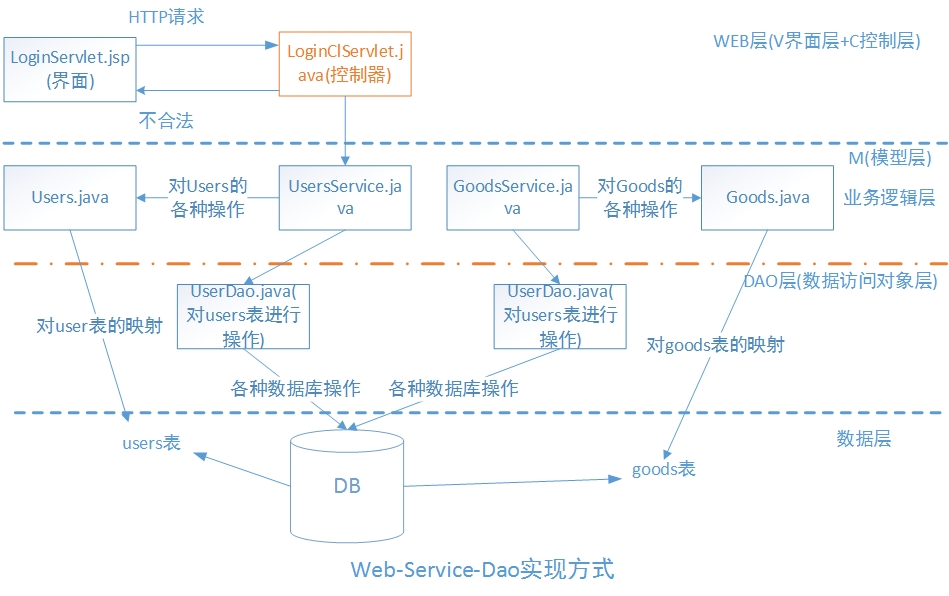 HTTP请求
WEB层(V界面层+C控制层)
LoginServlet.jsp
(界面)
LoginClServlet.j
ava(控制器)
不合法
M(模型层)
业务逻辑层
Users.java
对Users的
各种操作
UsersService.ja
va
GoodsService.ja
va
对Goods的
各种操作
Goods.java
DAO层(数据访问对象层)
UserDao.java(
对users表进行
操作)
UserDao.java(
对users表进行
操作)
对user表的映射
对goods表的映射
各种数据库操作
各种数据库操作
数据层
users表
goods表
DB
Web-Service-Dao实现方式